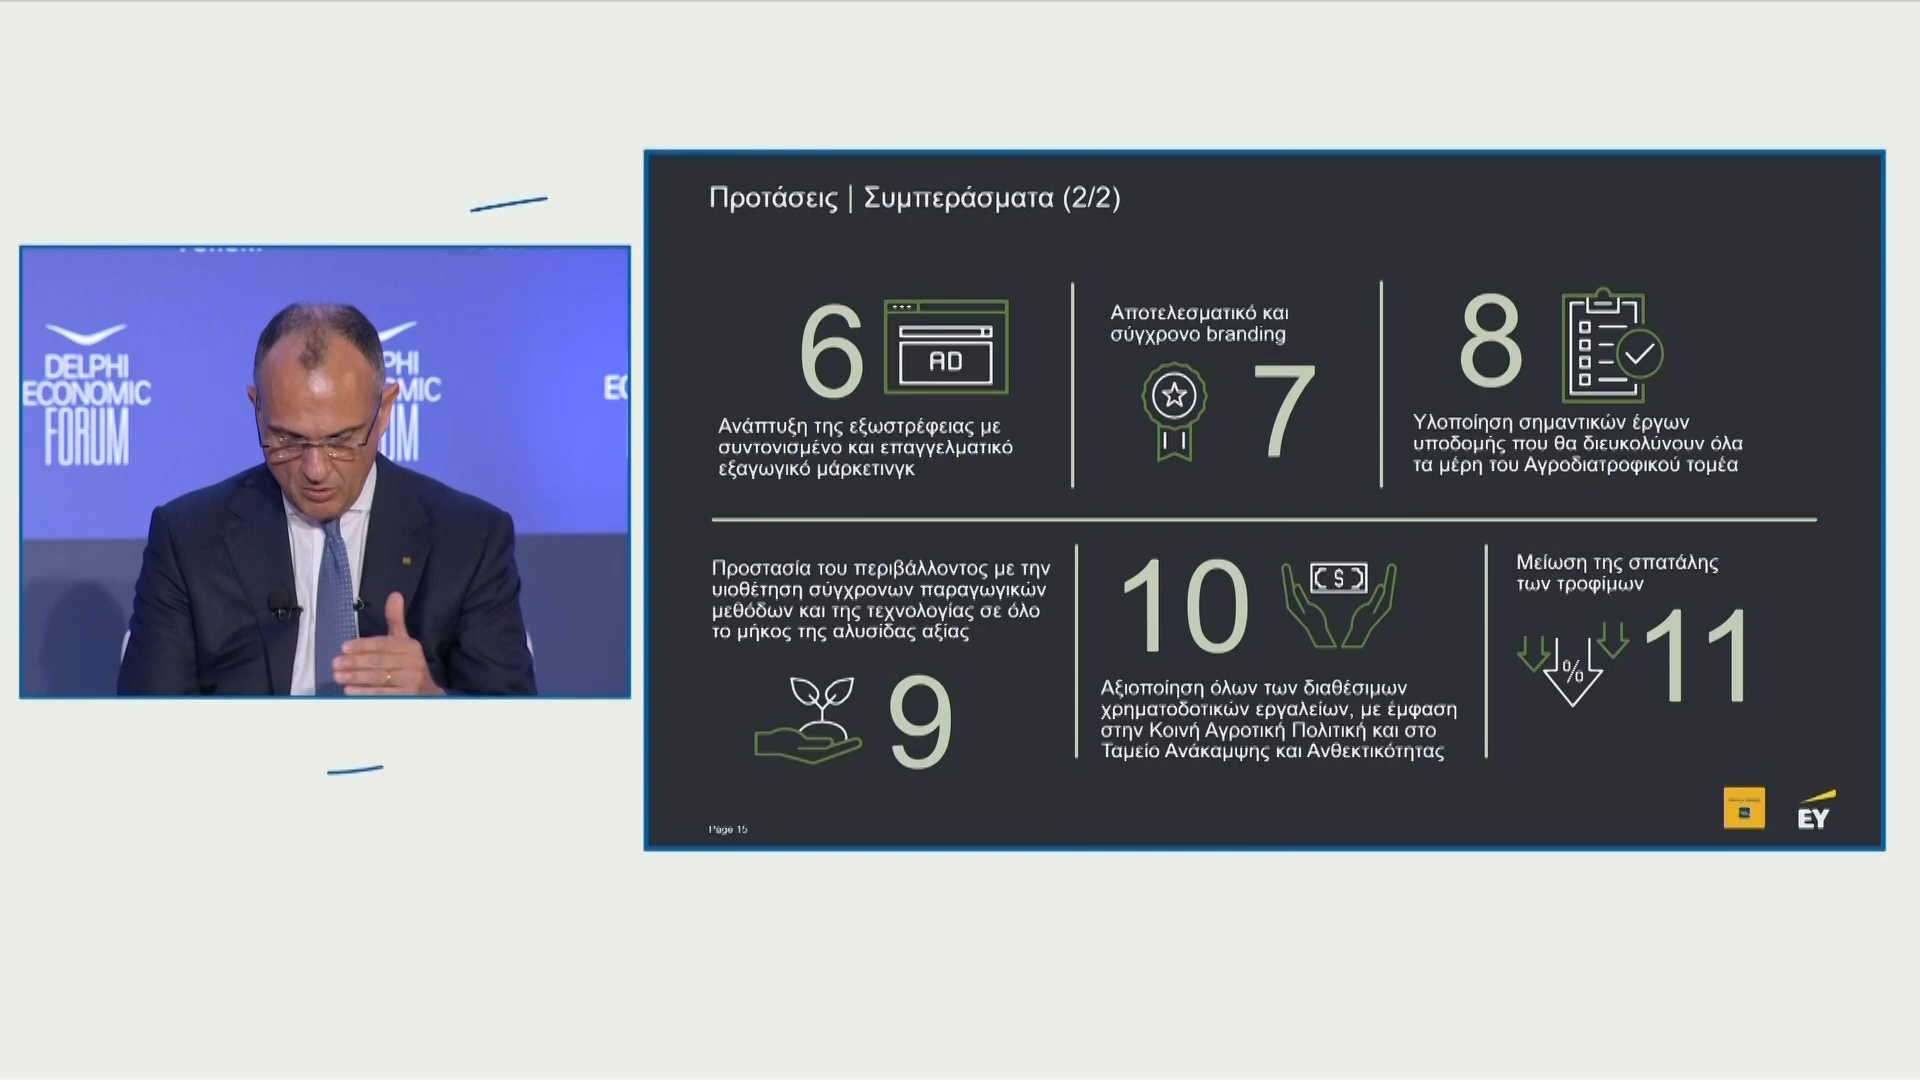 Προτάσεις | Συμπεράσματα (2/2)
6
AD
Ανάπτυξη της εξωστρέφειας με
συντονισμένο και επαγγελματικό
εξαγωγικό μάρκετινγκ
Αποτελεσματικό και
σύγχρονο branding
7
8
Υλοποίηση σημαντικών έργων
υποδομής που θα διευκολύνουν όλα
τα μέρη του Αγροδιατροφικού τομέα
Προστασία του περιβάλλοντος με την
υιοθέτηση σύγχρονων παραγωγικών
μεθόδων και της τεχνολογίας σε όλο
το μήκος της αλυσίδας αξίας
9
10
$
Αξιοποίηση όλων των διαθέσιμων
χρηματοδοτικών εργαλείων, με έμφαση
στην Κοινή Αγροτική Πολιτική και στο
Ταμείο Ανάκαμψης και Ανθεκτικότητας
Μείωση της σπατάλης
των τροφίμων
%
11
Page 15
EY
DELPHI
ECONOMIC
FORUM
PHI
MIC
UM
EC